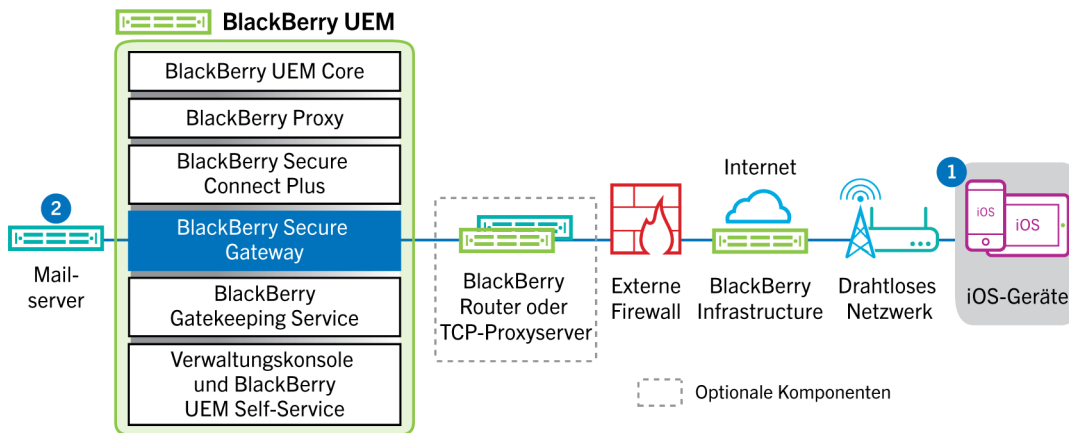 BlackBerry UEM
BlackBerry UEM Core
BlackBerry Proxy
BlackBerry Secure
Connect Plus
BlackBerry Secure
Gateway
BlackBerry
Gatekeeping Service
Verwaltungskonsole
und BlackBerry
UEM Self-Service
2
Mail-
server
BlackBerry
Router oder
TCP-Proxyserver
Externe
Firewall
Internet
BlackBerry
Infrastructure
Drahtloses
Netzwerk
1
iOS
iOS
iOS-Geräte
Optionale Komponenten